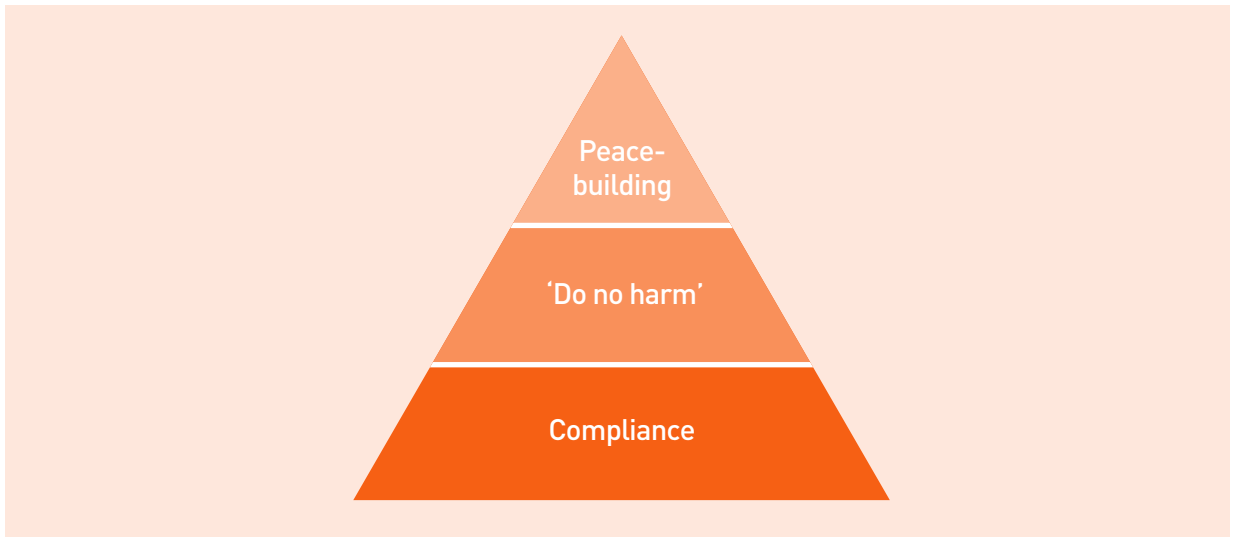 Peace-
building
‘Do no harm’
Compliance